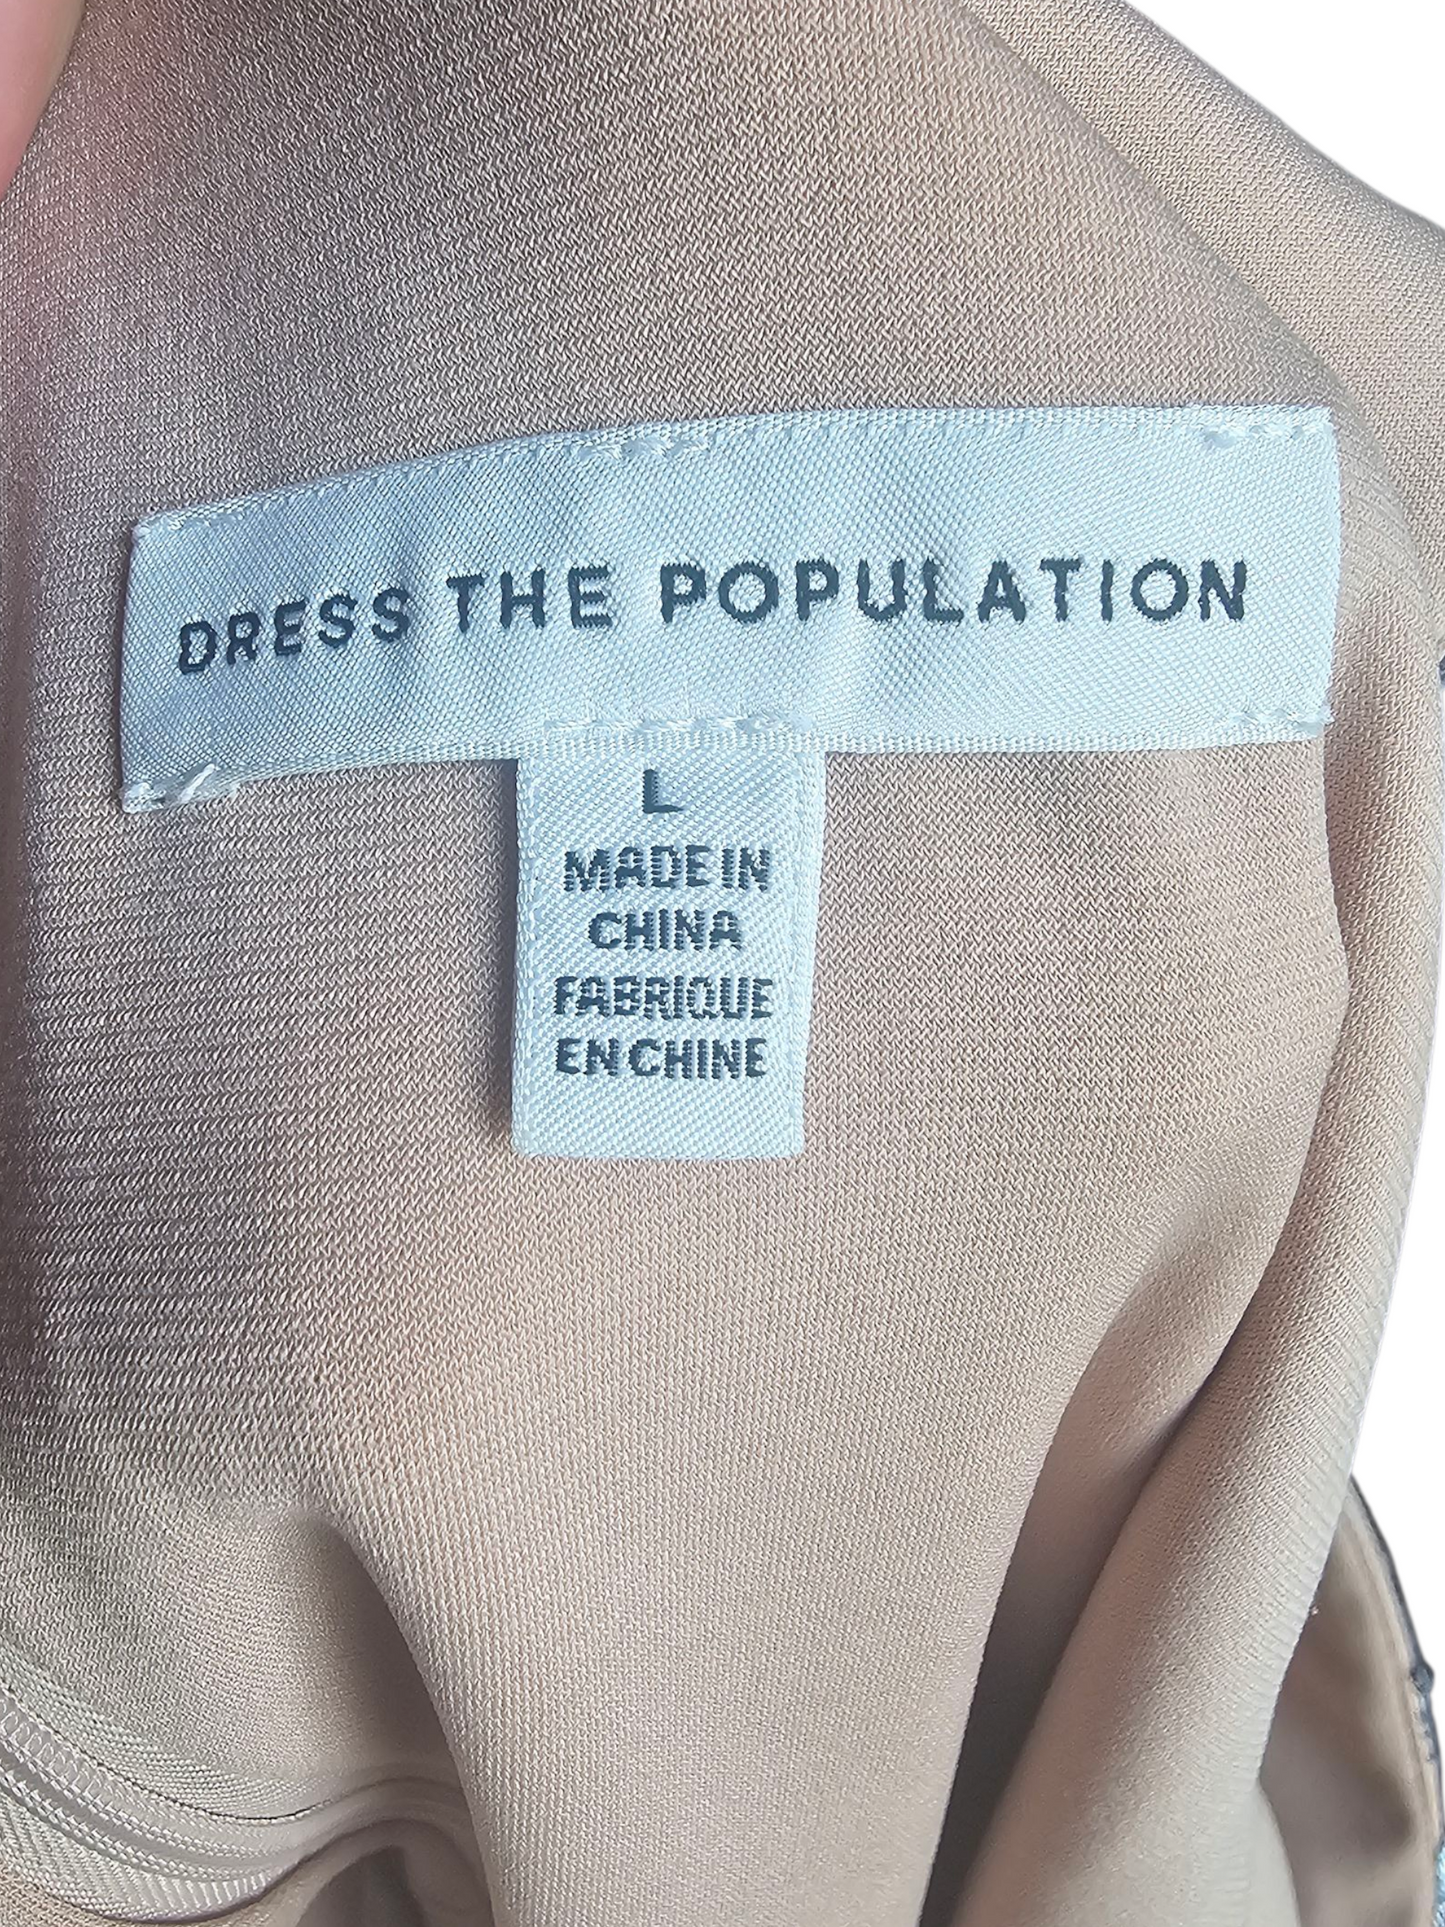 DRESS THE POPULATION
L
MADE IN
CHINA
FABRIQUE
EN CHINE